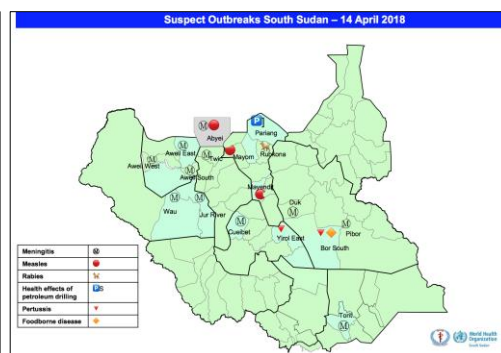 Suspect Outbreaks South Sudan – 14 April 2018
M
Abyei
P S
Pariang
M
Aweil East
M
Aweil West
M
Twic
Mayom
Rubkona
M
Aweil South
Mayendit
M
Wau
M
Jur River
Duk
M
M
Cueibet
Yirol East
M
Pibor
Bor South
Torit
M
Meningitis M
Measles
Rabies
Health effects of
petroleum drilling PS
Pertussis
Foodborne disease
World Health
Organization
South Sudan